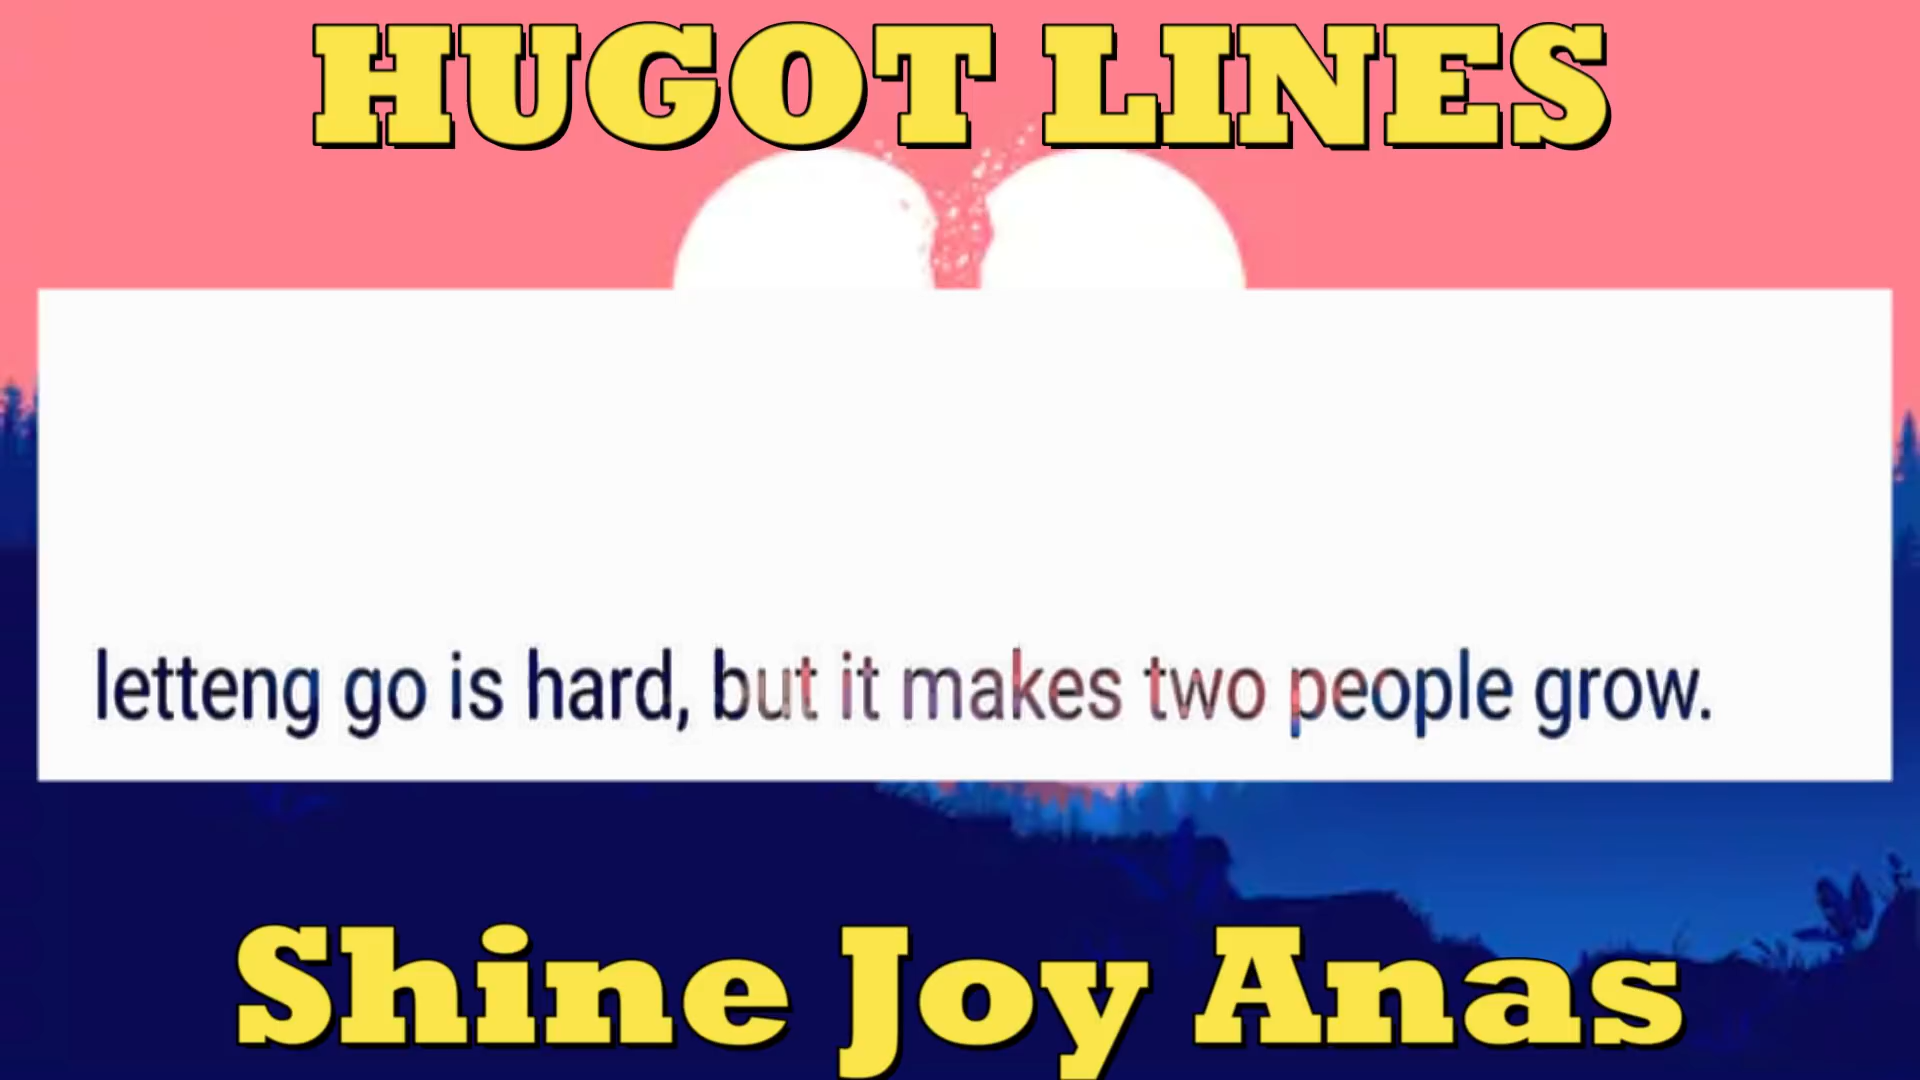 HUGOT LINES
letteng go is hard, but it makes two people grow.
Shine Joy Anas